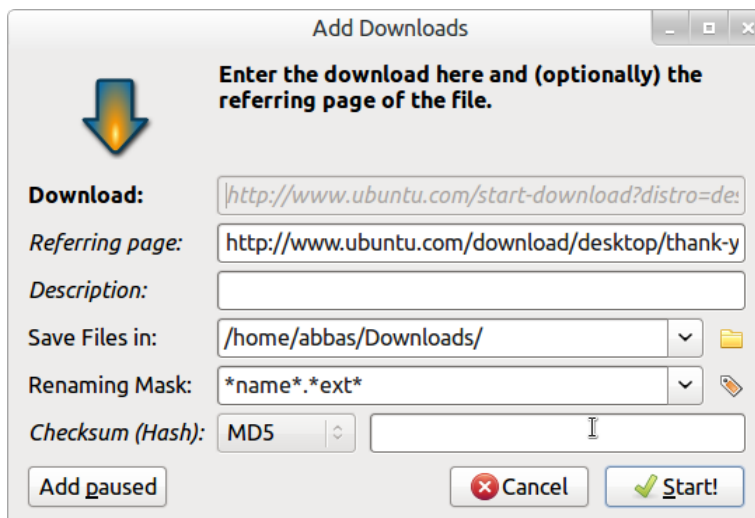 Add Downloads
Enter the download here and (optionally) the
referring page of the file.
Download: http://www.ubuntu.com/start-download?distro=des
Referring page: http://www.ubuntu.com/download/desktop/thank-y
Description:
Save Files in: /home/abbas/Downloads/
Renaming Mask: *name*.*ext*
Checksum (Hash): MD5
Add paused Cancel Start!